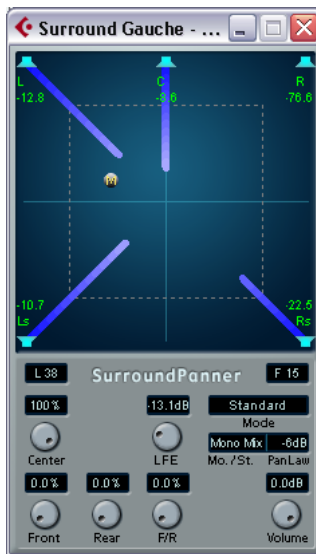 Surround Gauche - ...
L C R
-12.8 -8.6 -76.6
M
-10.7 -22.5
Ls Rs
L 38 SurroundPanner F 15
100% -13.1dB Standard
Mode
Mono Mix -6dB
Center LFE Mo./St. PanLaw
0.0% 0.0% 0.0% 0.0dB
Front Rear F/R Volume